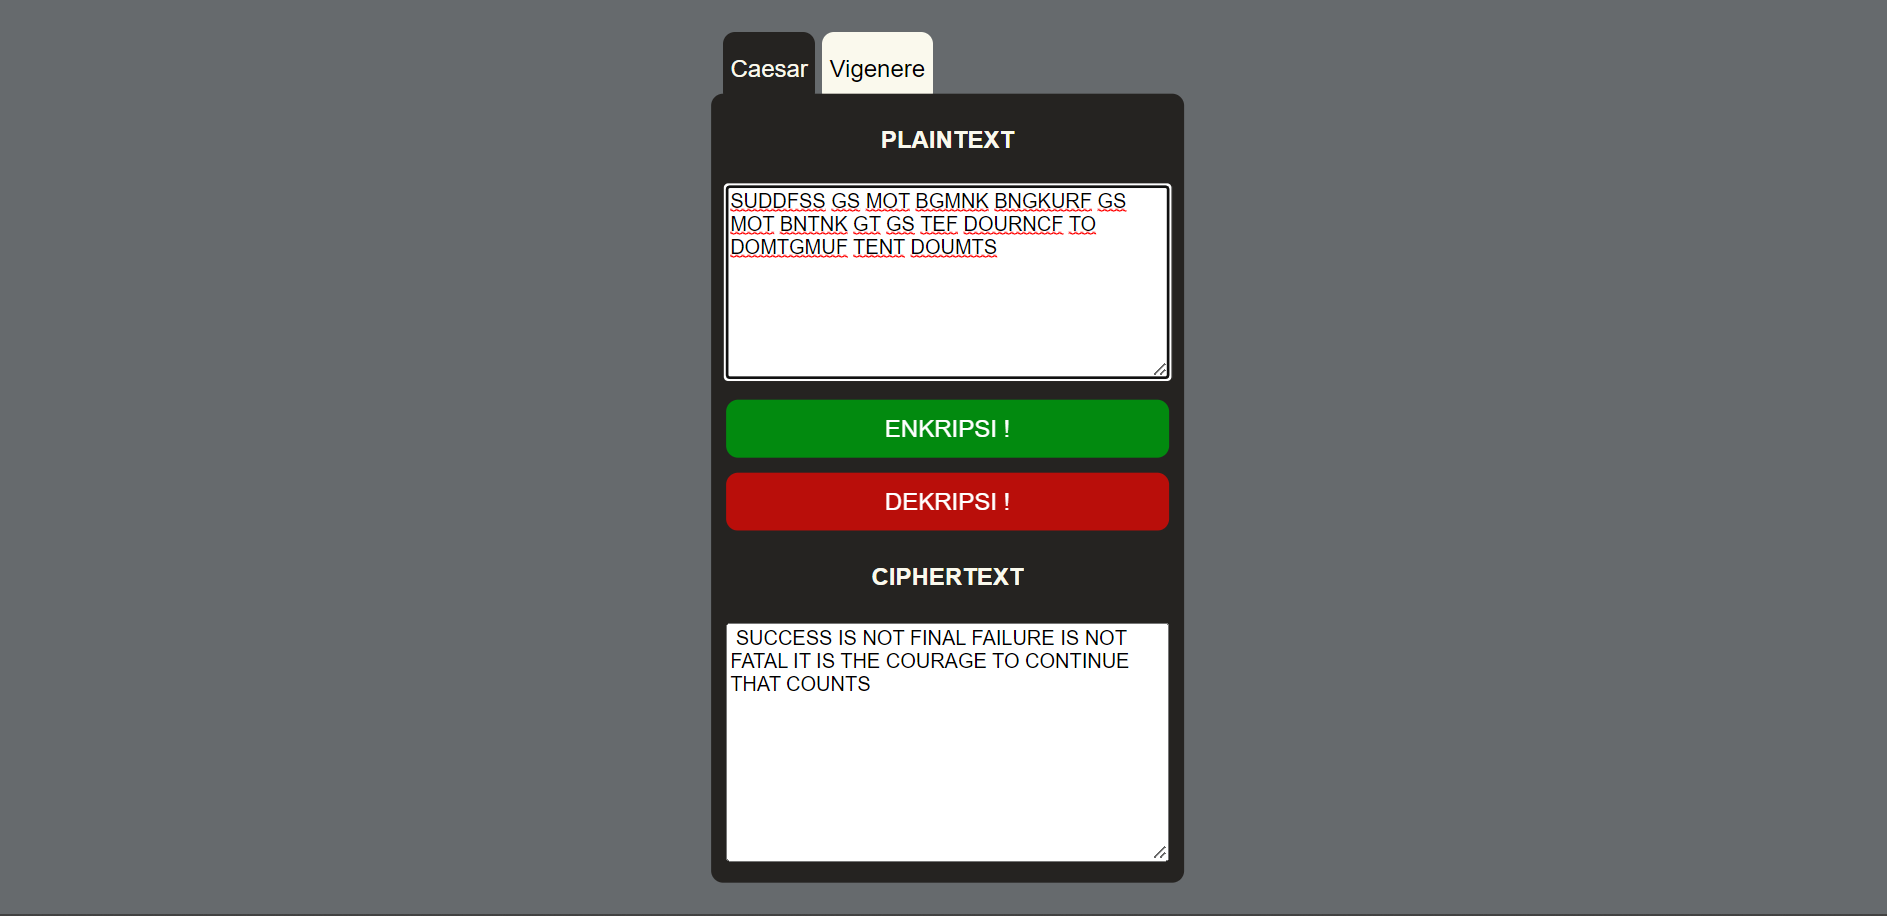 Caesar
Vigenere
PLAINTEXT
SUDDFSS GS MOT BGMNK BNGKURF GS
MOT BNTNK GT GS TEF DOURNCF TO
DOMTGMUF TENT DOUMTS
ENKRIPSI !
DEKRIPSI !
CIPHERTEXT
SUCCESS IS NOT FINAL FAILURE IS NOT
FATAL IT IS THE COURAGE TO CONTINUE
THAT COUNTS